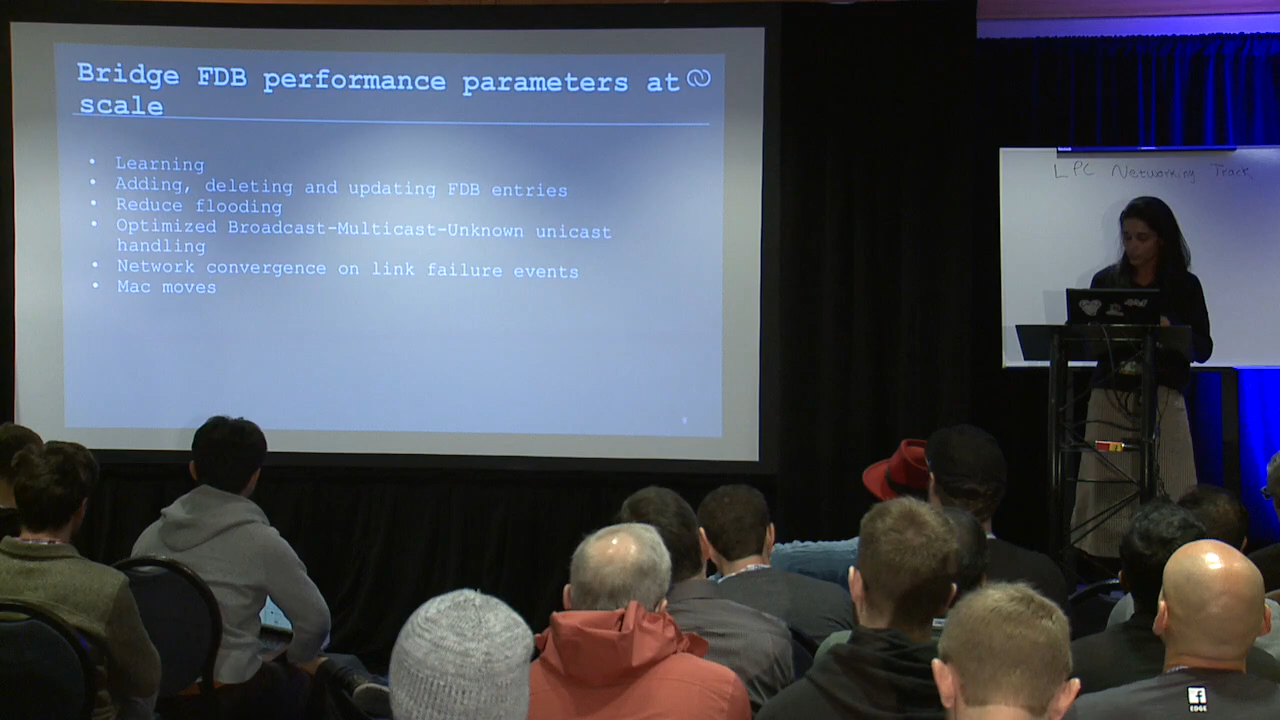 Bridge FDB performance parameters at
scale
• Learning
• Adding, deleting and updating FDB entries
• Reduce flooding
• Optimized Broadcast-Multicast-Unknown unicast
handling
• Network convergence on link failure events
• Mac moves
LPC Networking Track
f
EDGE